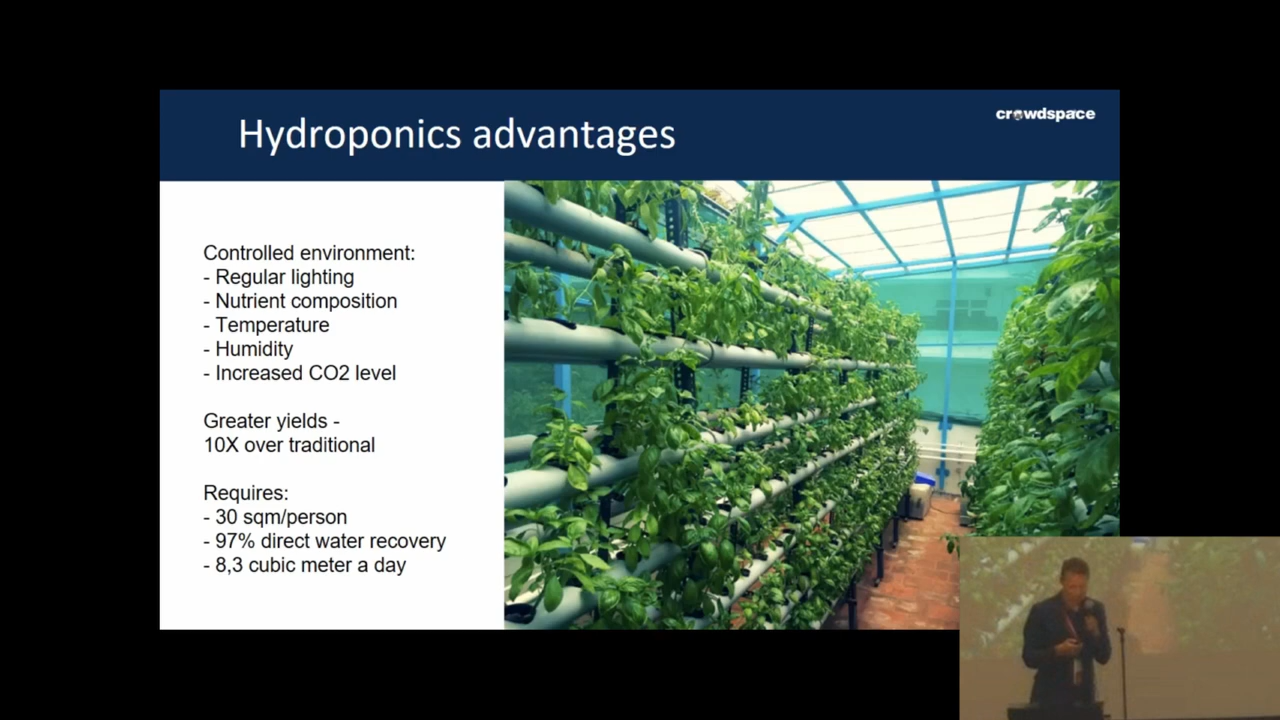 Hydroponics advantages
crowdspace
Controlled environment:
- Regular lighting
- Nutrient composition
- Temperature
- Humidity
- Increased CO2 level
Greater yields -
10X over traditional
Requires:
- 30 sqm/person
- 97% direct water recovery
- 8,3 cubic meter a day